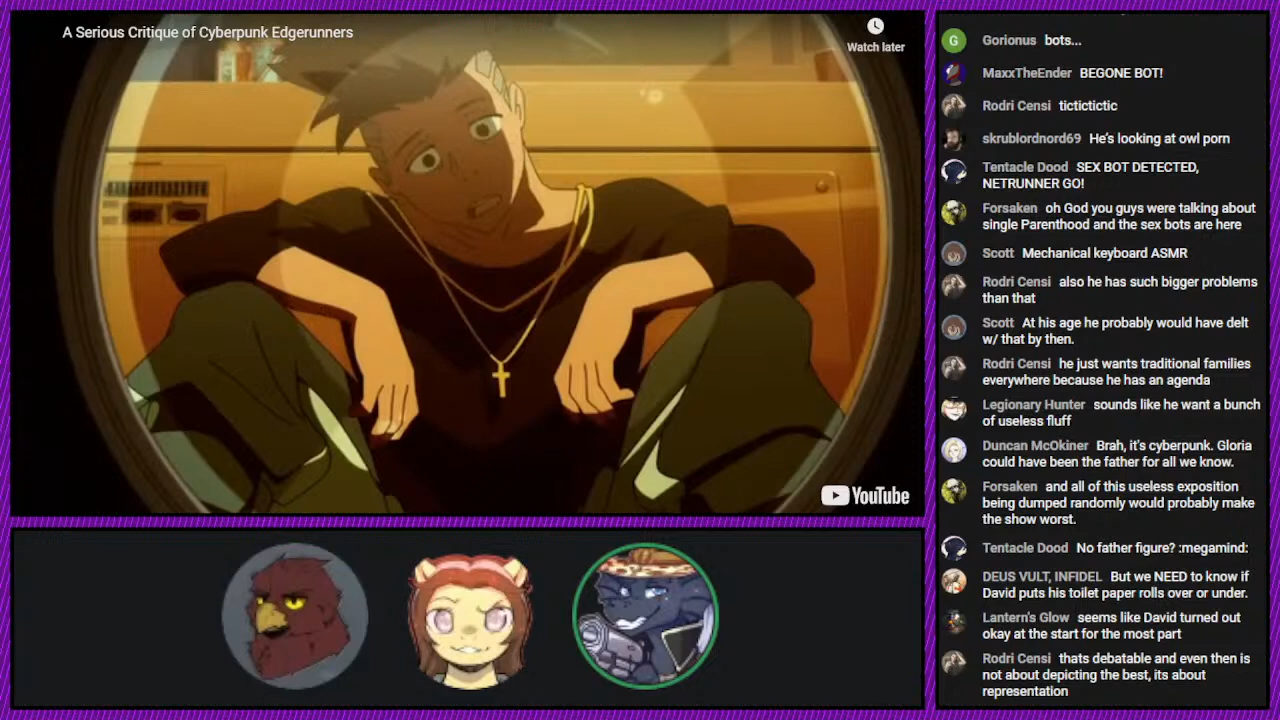 A Serious Critique of Cyberpunk Edgerunners
Watch later
YouTube
G
Gorionus bots...
MaxxTheEnder BEGONE BOT!
Rodri Censi tictictictic
skrublordnord69 He's looking at owl porn
Tentacle Dood SEX BOT DETECTED,
NETRUNNER GO!
Forsaken oh God you guys were talking about
single Parenthood and the sex bots are here
Scott Mechanical keyboard ASMR
Rodri Censi also he has such bigger problems
than that
Scott At his age he probably would have delt
w/ that by then.
Rodri Censi he just wants traditional families
everywhere because he has an agenda
Legionary Hunter sounds like he want a bunch
of useless fluff
Duncan McOkiner Brah, it's cyberpunk. Gloria
could have been the father for all we know.
Forsaken and all of this useless exposition
being dumped randomly would probably make
the show worst.
Tentacle Dood No father figure? :megamind:
DEUS VULT, INFIDEL But we NEED to know if
David puts his toilet paper rolls over or under.
Lantern's Glow seems like David turned out
okay at the start for the most part
Rodri Censi thats debatable and even then is
not about depicting the best, its about
representation